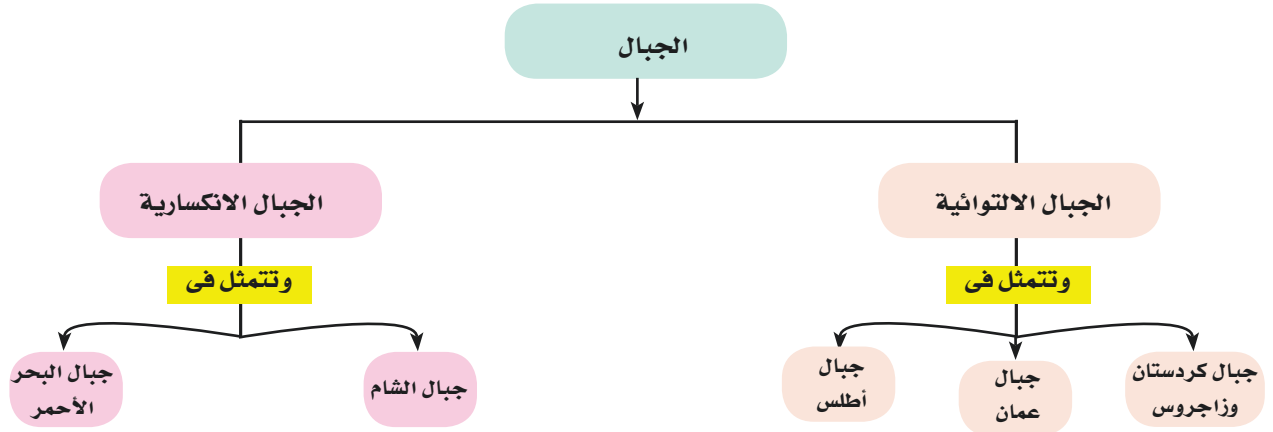 الجبال
الجبال الالتوائية
وتتمثل فى
جبال كردستان
وزاجروس
جبال
عمان
جبال
أطلس
الجبال الانكسارية
وتتمثل فى
جبال الشام
جبال البحر
الأحمر